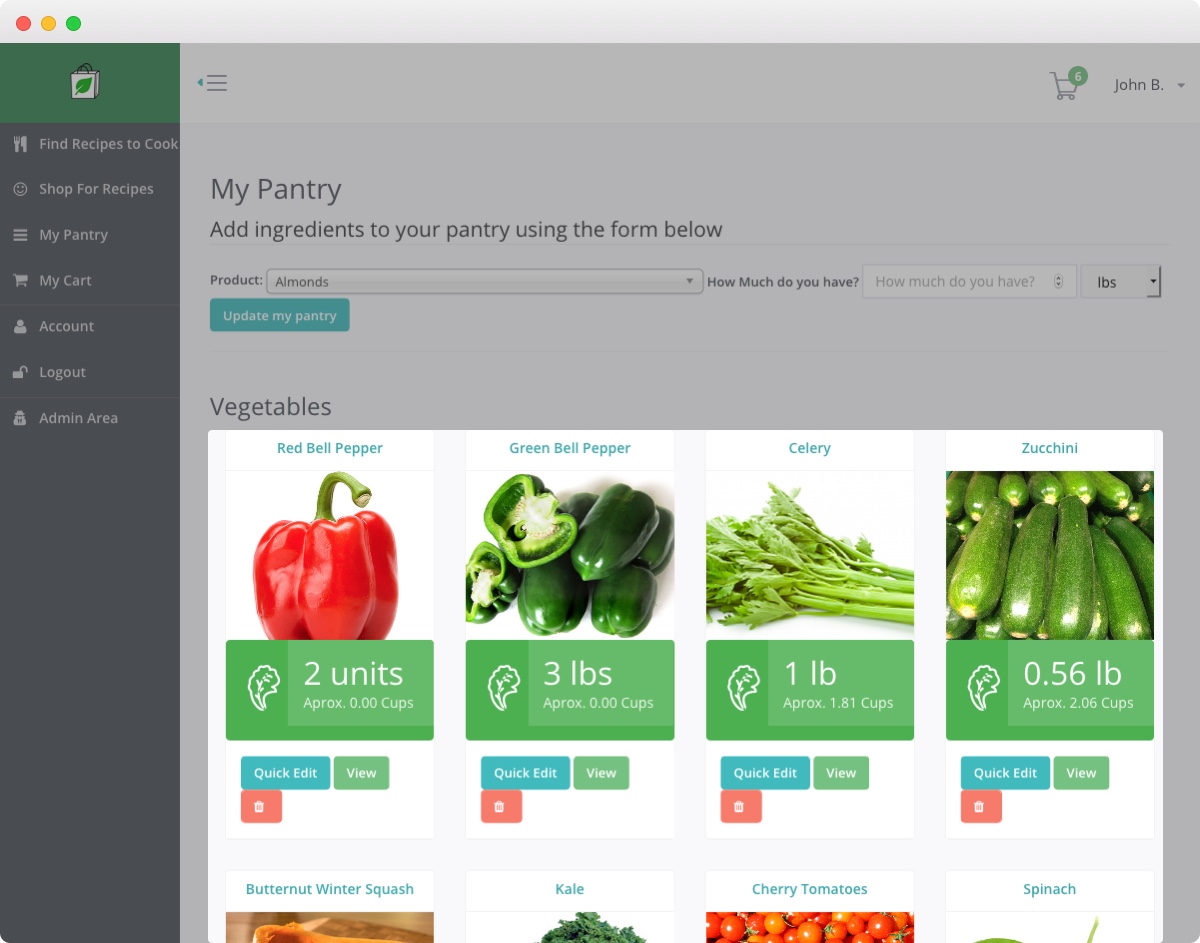 6
John B.
Find Recipes to Cook
Shop For Recipes
My Pantry
My Cart
Account
Logout
Admin Area
My Pantry
Add ingredients to your pantry using the form below
Product: Almonds How Much do you have? How much do you have? lbs
Update my pantry
Vegetables
Red Bell Pepper Green Bell Pepper Celery Zucchini
2 units 3 lbs 1 lb 0.56 lb
Aprox. 0.00 Cups Aprox. 0.00 Cups Aprox. 1.81 Cups Aprox. 2.06 Cups
Quick Edit View Quick Edit View Quick Edit View Quick Edit View
Butternut Winter Squash Kale Cherry Tomatoes Spinach